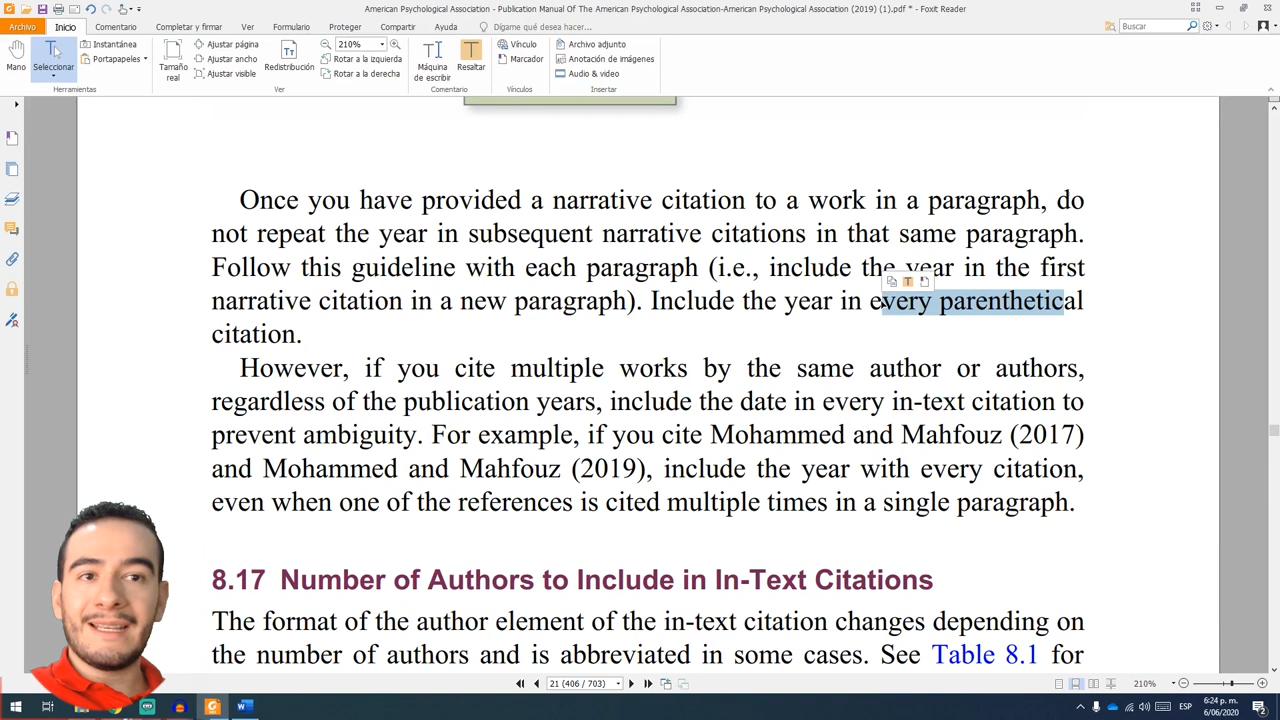 American Psychological Association - Publication Manual Of The American Psychological Association-American Psychological Association (2019) (1).pdf * - Foxit Reader
Archivo Inicio Comentario Completar y firmar Ver Formulario Proteger Compartir Ayuda Dígame qué desea hacer... Buscar
Mano
Seleccionar
Instantánea
Portapapeles
Herramientas
Tamaño real
Ajustar página
Ajustar ancho
Ajustar visible
Redistribución
210%
Rotar a la izquierda
Rotar a la derecha
Ver
Máquina de escribir
Resaltar
Comentario
Vínculo
Marcador
Vínculos
Archivo adjunto
Anotación de imágenes
Audio & video
Insertar
Once you have provided a narrative citation to a work in a paragraph, do
not repeat the year in subsequent narrative citations in that same paragraph.
Follow this guideline with each paragraph (i.e., include the year in the first
narrative citation in a new paragraph). Include the year in every parenthetical
citation.
However, if you cite multiple works by the same author or authors,
regardless of the publication years, include the date in every in-text citation to
prevent ambiguity. For example, if you cite Mohammed and Mahfouz (2017)
and Mohammed and Mahfouz (2019), include the year with every citation,
even when one of the references is cited multiple times in a single paragraph.
8.17 Number of Authors to Include in In-Text Citations
The format of the author element of the in-text citation changes depending on
the number of authors and is abbreviated in some cases. See Table 8.1 for
21 (406 / 703)
210%
ESP
6:24 p. m.
6/06/2020